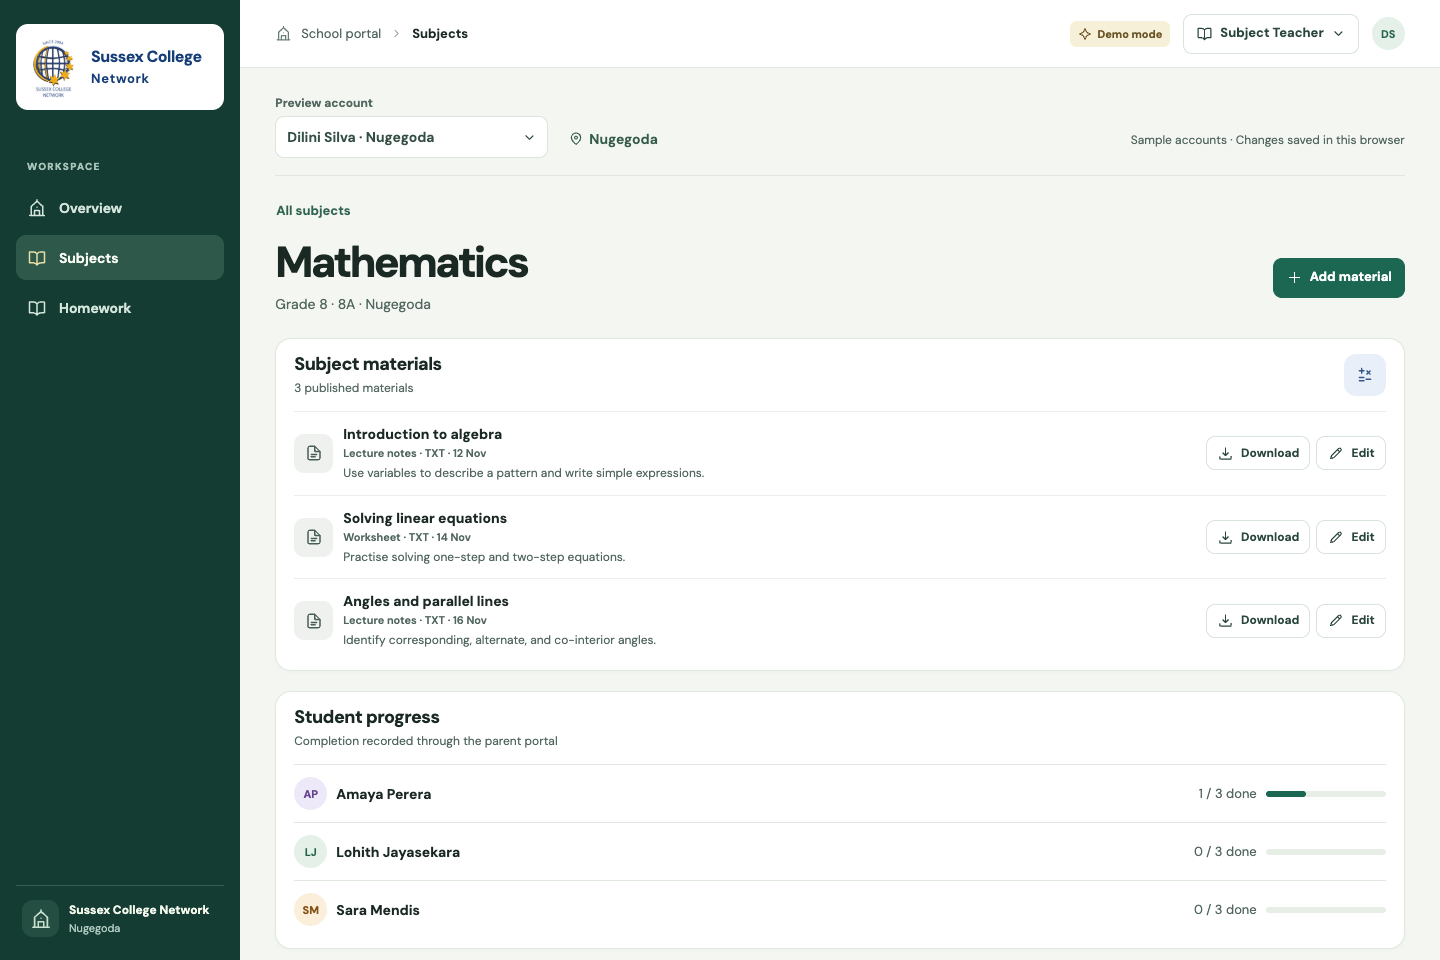 SINCE 1984
SUSSEX COLLEGE
NETWORK
Sussex College
Network
WORKSPACE
Overview
Subjects
Homework
Sussex College Network
Nugegoda
School portal
Subjects
Demo mode
Subject Teacher
DS
Preview account
Dilini Silva · Nugegoda
Nugegoda
Sample accounts · Changes saved in this browser
All subjects
Mathematics
Grade 8 · 8A · Nugegoda
Add material
Subject materials
3 published materials
Introduction to algebra
Lecture notes · TXT · 12 Nov
Use variables to describe a pattern and write simple expressions.
Download
Edit
Solving linear equations
Worksheet · TXT · 14 Nov
Practise solving one-step and two-step equations.
Download
Edit
Angles and parallel lines
Lecture notes · TXT · 16 Nov
Identify corresponding, alternate, and co-interior angles.
Download
Edit
Student progress
Completion recorded through the parent portal
AP
Amaya Perera
1 / 3 done
LJ
Lohith Jayasekara
0 / 3 done
SM
Sara Mendis
0 / 3 done